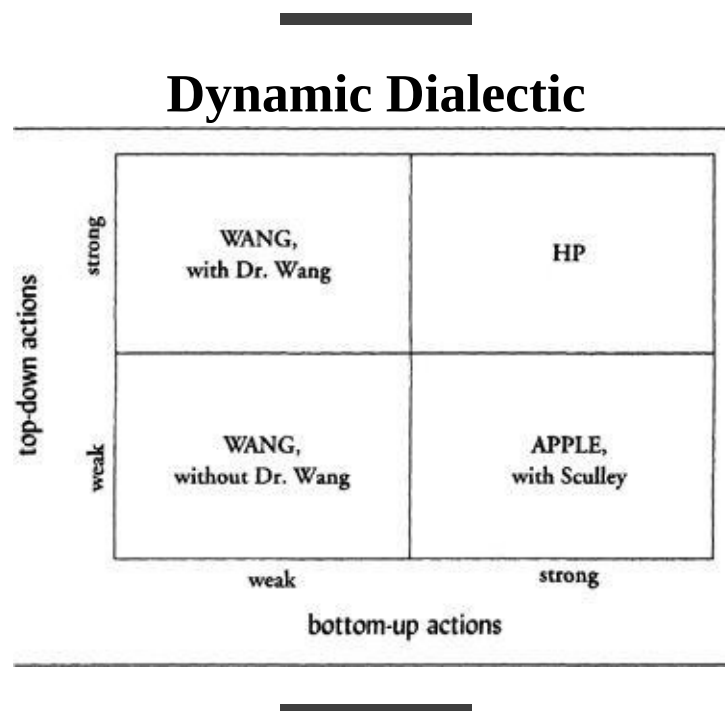 Dynamic Dialectic
top-down actions
strong
WANG,
with Dr. Wang
HP
weak
WANG,
without Dr. Wang
APPLE,
with Sculley
weak
strong
bottom-up actions